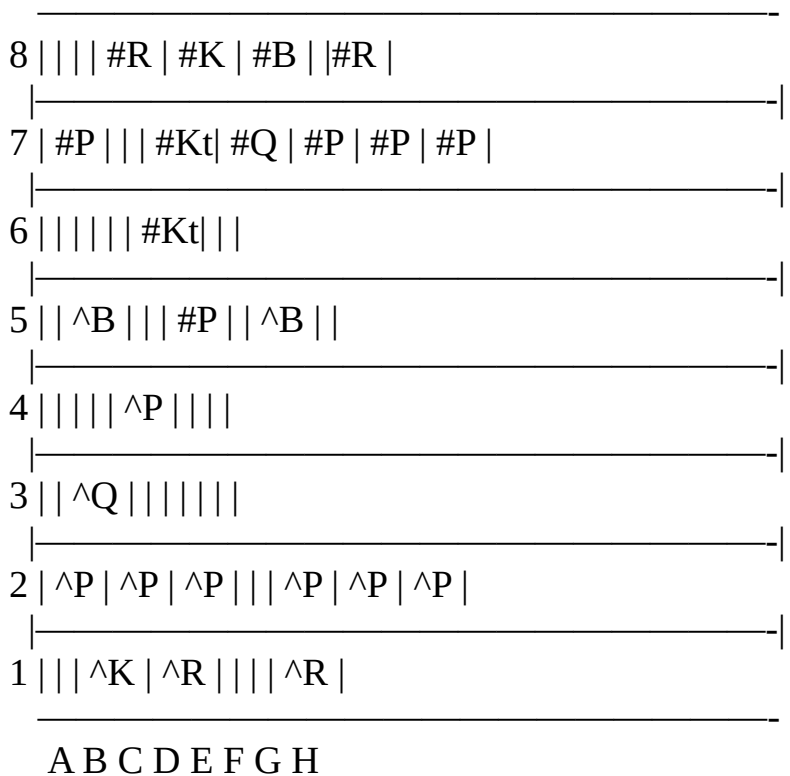 ————————————————————-
8 | | | | #R | #K | #B | |#R |
|————————————————————-|
7 | #P | | | #Kt| #Q | #P | #P | #P |
|————————————————————-|
6 | | | | | | #Kt| | |
|————————————————————-|
5 | | ^B | | | #P | | ^B | |
|————————————————————-|
4 | | | | | ^P | | | |
|————————————————————-|
3 | | ^Q | | | | | | |
|————————————————————-|
2 | ^P | ^P | ^P | | | ^P | ^P | ^P |
|————————————————————-|
1 | | | ^K | ^R | | | | ^R |
————————————————————-
A B C D E F G H